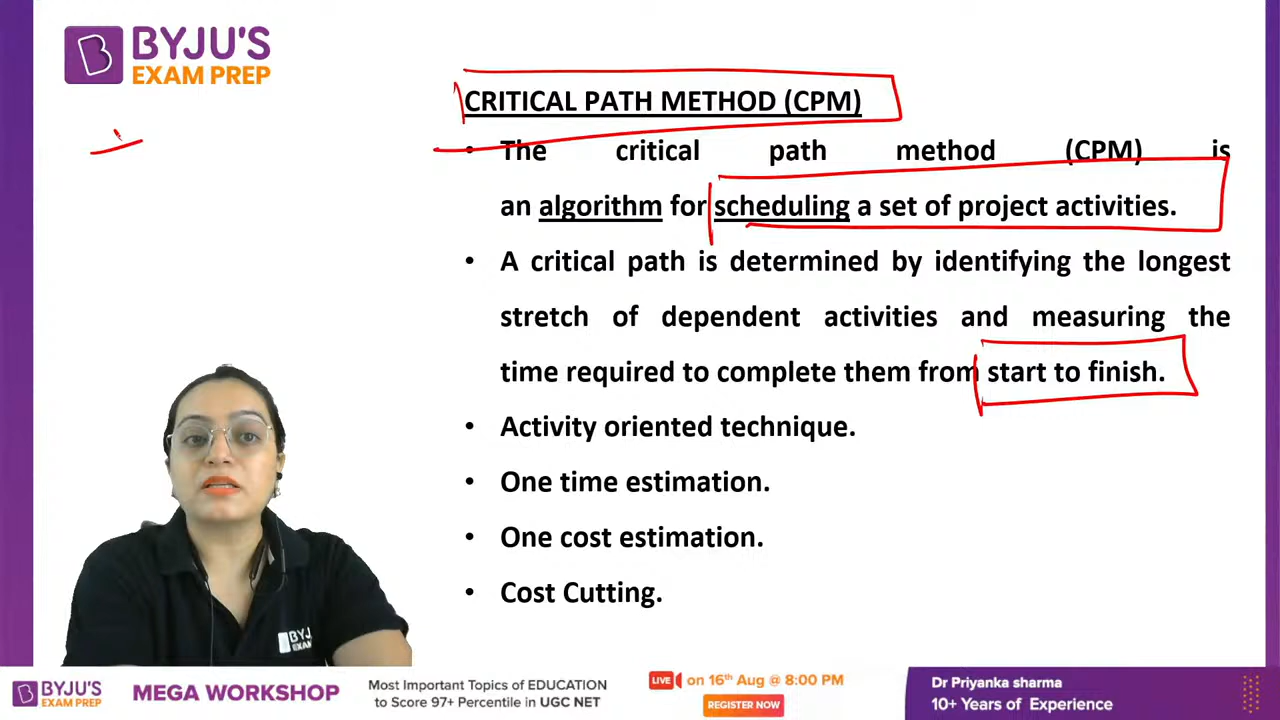 BYJU'S
EXAM PREP
CRITICAL PATH METHOD (CPM)
• The critical path method (CPM) is
an algorithm for scheduling a set of project activities.
• A critical path is determined by identifying the longest
stretch of dependent activities and measuring the
time required to complete them from start to finish.
• Activity oriented technique.
• One time estimation.
• One cost estimation.
• Cost Cutting.
BYJU
EXAM
BYJU'S
EXAM PREP
MEGA WORKSHOP
Most Important Topics of EDUCATION
to Score 97+ Percentile in UGC NET
LIVE on 16th Aug @ 8:00 PM
REGISTER NOW
Dr Priyanka sharma
10+ Years of Experience